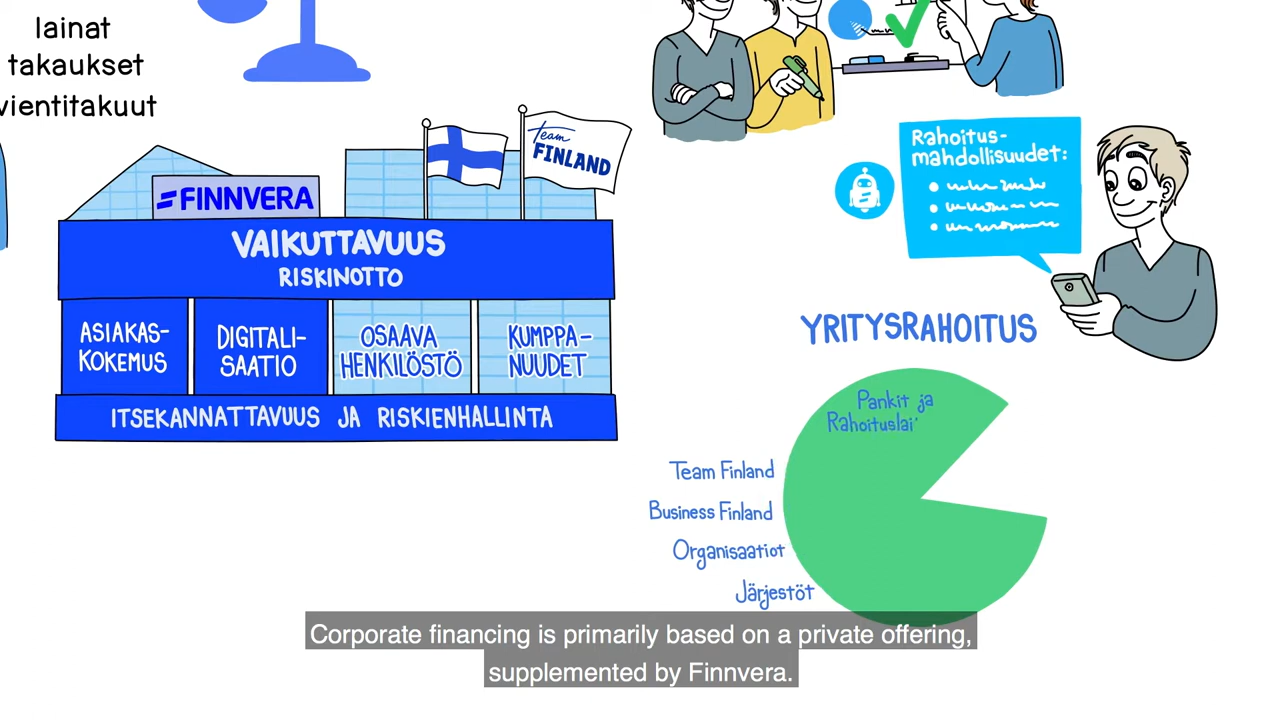 lainat
takaukset
vientitakuut
Team
FINLAND
FINNVERA
VAIKUTTAVUUS
RISKINOTTO
ASIAKAS-
KOKEMUS
DIGITALI-
SAATIO
OSAAVA
HENKILÖSTÖ
KUMPPA-
NUUDET
ITSEKANNATTAVUUS JA RISKIENHALLINTA
Rahoitus-
mahdollisuudet:
YRITYSRAHOITUS
Pankit ja
Rahoituslai
Team Finland
Business Finland
Organisaatiot
Järjestöt
Corporate financing is primarily based on a private offering,
supplemented by Finnvera.